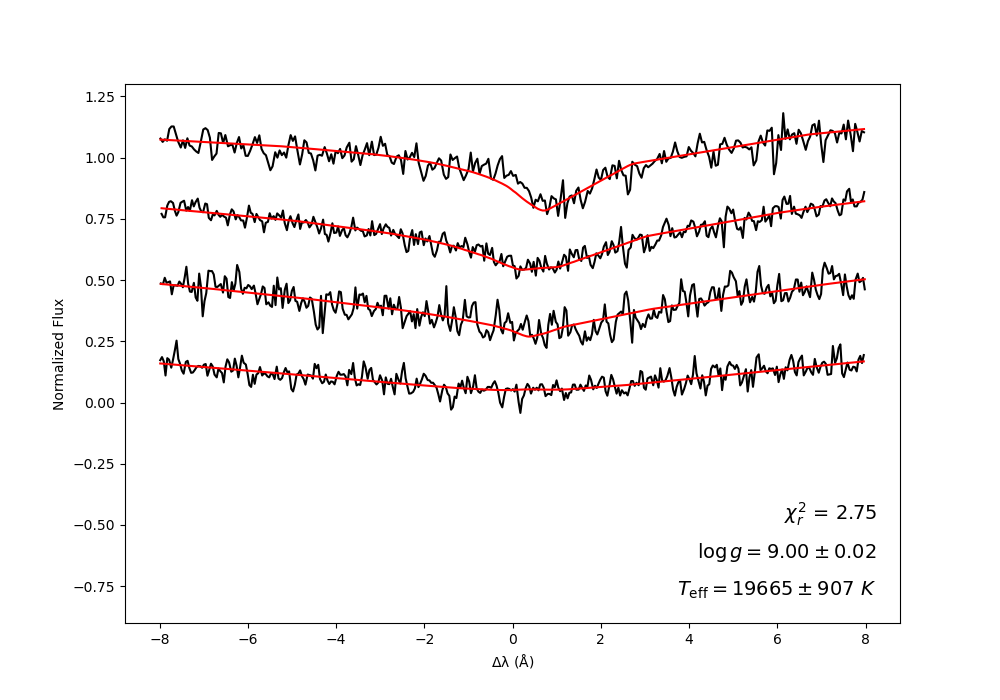 1.25
1.00
0.75
0.50
0.25
0.00
−0.25
−0.50
−0.75
Normalized Flux
χ²ᵣ = 2.75
log g = 9.00 ± 0.02
T_eff = 19665 ± 907 K
−8 −6 −4 −2 0 2 4 6 8
Δλ (Å)